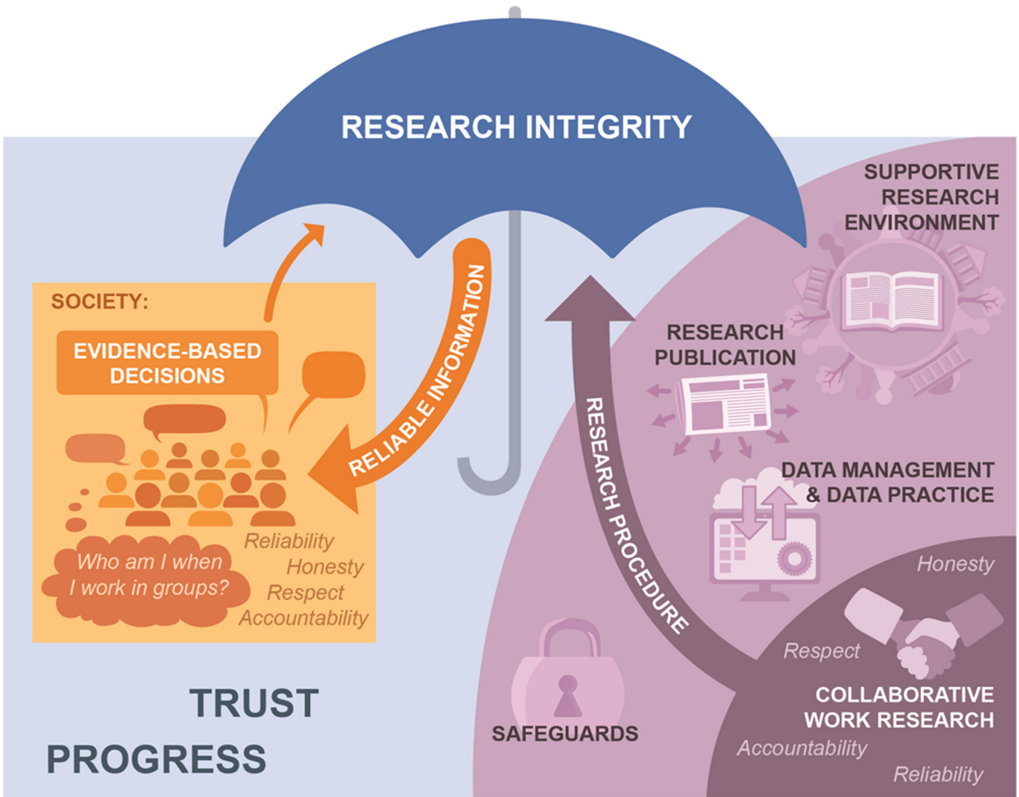 RESEARCH INTEGRITY
SOCIETY:
EVIDENCE-BASED
DECISIONS
Who am I when
I work in groups?
Reliability
Honesty
Respect
Accountability
RELIABLE INFORMATION
TRUST
PROGRESS
RESEARCH PROCEDURE
SUPPORTIVE
RESEARCH
ENVIRONMENT
RESEARCH
PUBLICATION
DATA MANAGEMENT
& DATA PRACTICE
SAFEGUARDS
Honesty
Respect
COLLABORATIVE
WORK RESEARCH
Accountability
Reliability